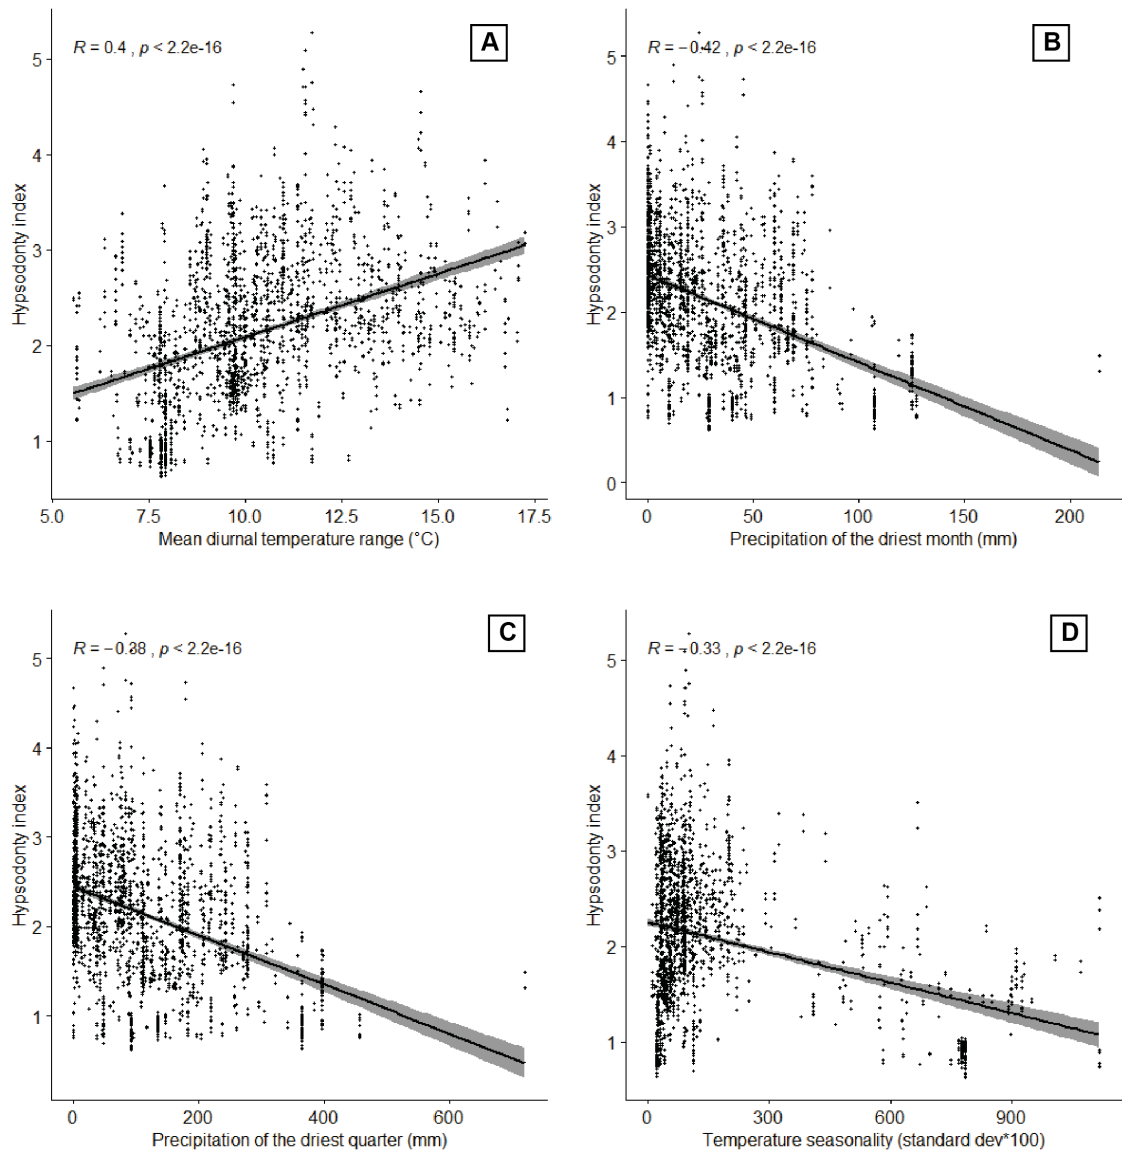 R = 0.4 , p < 2.2e-16
A
5
4
3
2
1
Hypsodonty index
5.0 7.5 10.0 12.5 15.0 17.5
Mean diurnal temperature range (°C)
R = −0.42 , p < 2.2e-16
B
5
4
3
2
1
0
Hypsodonty index
0 50 100 150 200
Precipitation of the driest month (mm)
R = −0.38 , p < 2.2e-16
C
5
4
3
2
1
Hypsodonty index
0 200 400 600
Precipitation of the driest quarter (mm)
R = −0.33 , p < 2.2e-16
D
5
4
3
2
1
Hypsodonty index
0 300 600 900
Temperature seasonality (standard dev*100)